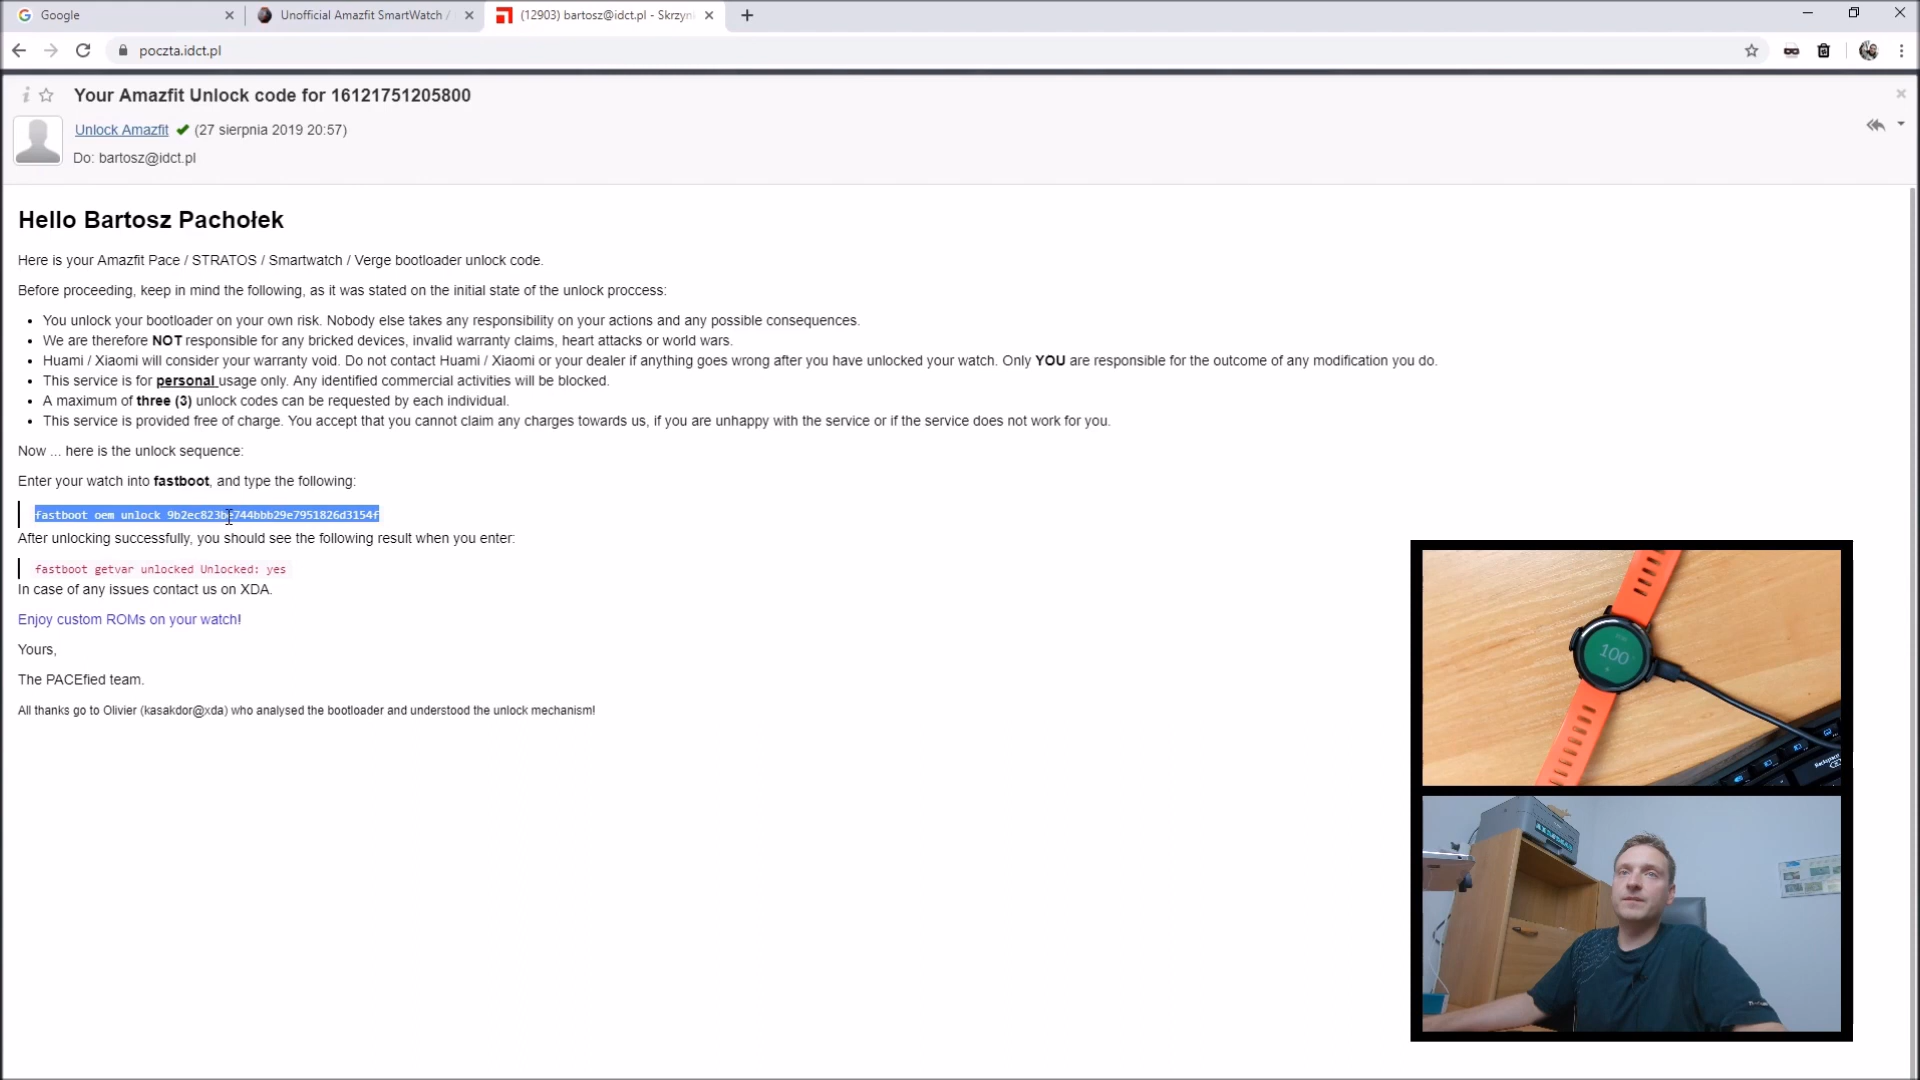 Google
Unofficial Amazfit SmartWatch /
(12903) bartosz@idct.pl - Skrzyn
poczta.idct.pl
Your Amazfit Unlock code for 16121751205800
Unlock Amazfit (27 sierpnia 2019 20:57)
Do: bartosz@idct.pl
Hello Bartosz Pachołek
Here is your Amazfit Pace / STRATOS / Smartwatch / Verge bootloader unlock code.
Before proceeding, keep in mind the following, as it was stated on the initial state of the unlock proccess:
• You unlock your bootloader on your own risk. Nobody else takes any responsibility on your actions and any possible consequences.
• We are therefore NOT responsible for any bricked devices, invalid warranty claims, heart attacks or world wars.
• Huami / Xiaomi will consider your warranty void. Do not contact Huami / Xiaomi or your dealer if anything goes wrong after you have unlocked your watch. Only YOU are responsible for the outcome of any modification you do.
• This service is for personal usage only. Any identified commercial activities will be blocked.
• A maximum of three (3) unlock codes can be requested by each individual.
• This service is provided free of charge. You accept that you cannot claim any charges towards us, if you are unhappy with the service or if the service does not work for you.
Now ... here is the unlock sequence:
Enter your watch into fastboot, and type the following:
fastboot oem unlock 9b2ec823be744bbb29e7951826d3154f
After unlocking successfully, you should see the following result when you enter:
fastboot getvar unlocked Unlocked: yes
In case of any issues contact us on XDA.
Enjoy custom ROMs on your watch!
Yours,
The PACEfied team.
All thanks go to Olivier (kasakdor@xda) who analysed the bootloader and understood the unlock mechanism!
100
Backspace